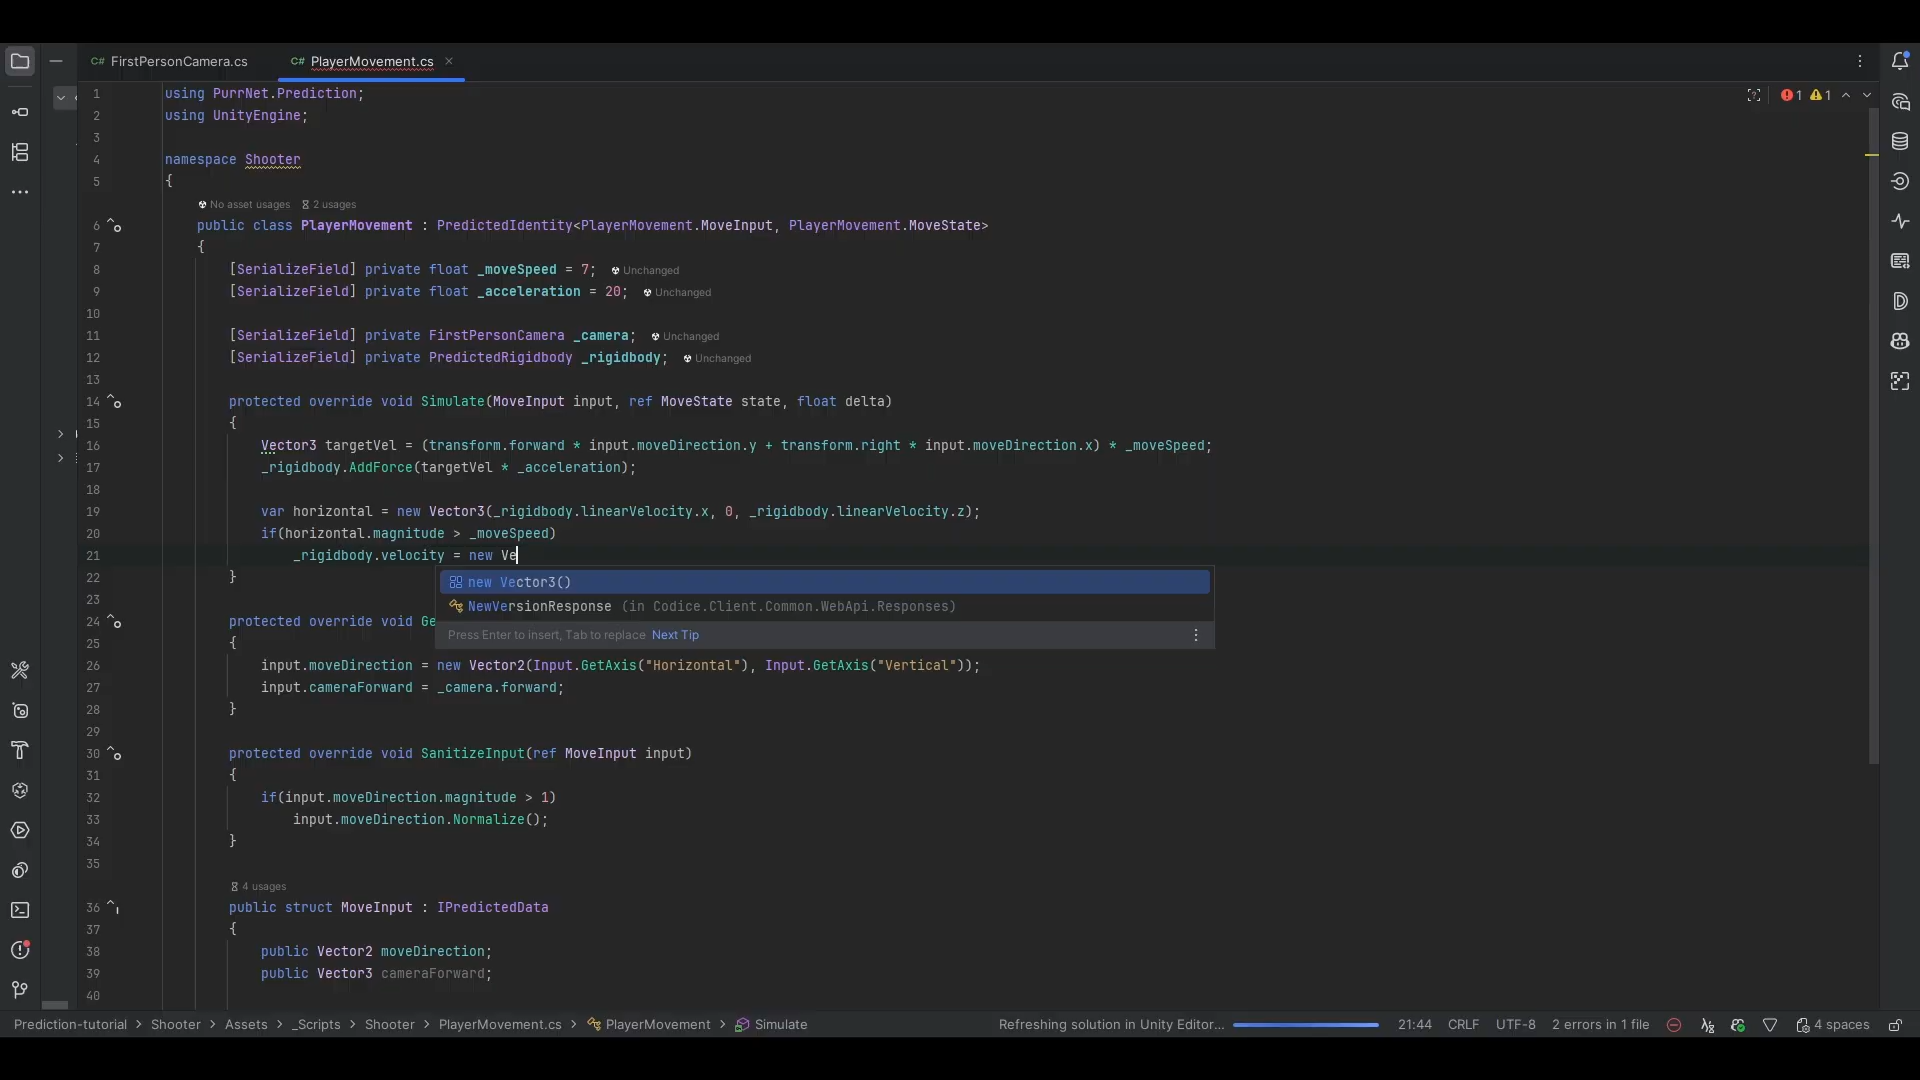 C# FirstPersonCamera.cs
C# PlayerMovement.cs
1 using PurrNet.Prediction;
1 1
2 using UnityEngine;
3
4 namespace Shooter
5 {
No asset usages 2 usages
6 public class PlayerMovement : PredictedIdentity<PlayerMovement.MoveInput, PlayerMovement.MoveState>
7 {
8 [SerializeField] private float _moveSpeed = 7; Unchanged
9 [SerializeField] private float _acceleration = 20; Unchanged
10
11 [SerializeField] private FirstPersonCamera _camera; Unchanged
12 [SerializeField] private PredictedRigidbody _rigidbody; Unchanged
13
14 protected override void Simulate(MoveInput input, ref MoveState state, float delta)
15 {
16 Vector3 targetVel = (transform.forward * input.moveDirection.y + transform.right * input.moveDirection.x) * _moveSpeed;
17 _rigidbody.AddForce(targetVel * _acceleration);
18
19 var horizontal = new Vector3(_rigidbody.linearVelocity.x, 0, _rigidbody.linearVelocity.z);
20 if(horizontal.magnitude > _moveSpeed)
21 _rigidbody.velocity = new Ve
22 }
new Vector3()
23
NewVersionResponse (in Codice.Client.Common.WebApi.Responses)
24 protected override void Ge
Press Enter to insert, Tab to replace Next Tip
25 {
26 input.moveDirection = new Vector2(Input.GetAxis("Horizontal"), Input.GetAxis("Vertical"));
27 input.cameraForward = _camera.forward;
28 }
29
30 protected override void SanitizeInput(ref MoveInput input)
31 {
32 if(input.moveDirection.magnitude > 1)
33 input.moveDirection.Normalize();
34 }
35
4 usages
36 public struct MoveInput : IPredictedData
37 {
38 public Vector2 moveDirection;
39 public Vector3 cameraForward;
40
Prediction-tutorial > Shooter > Assets > _Scripts > Shooter > PlayerMovement.cs > PlayerMovement > Simulate
Refreshing solution in Unity Editor... 21:44 CRLF UTF-8 2 errors in 1 file 4 spaces